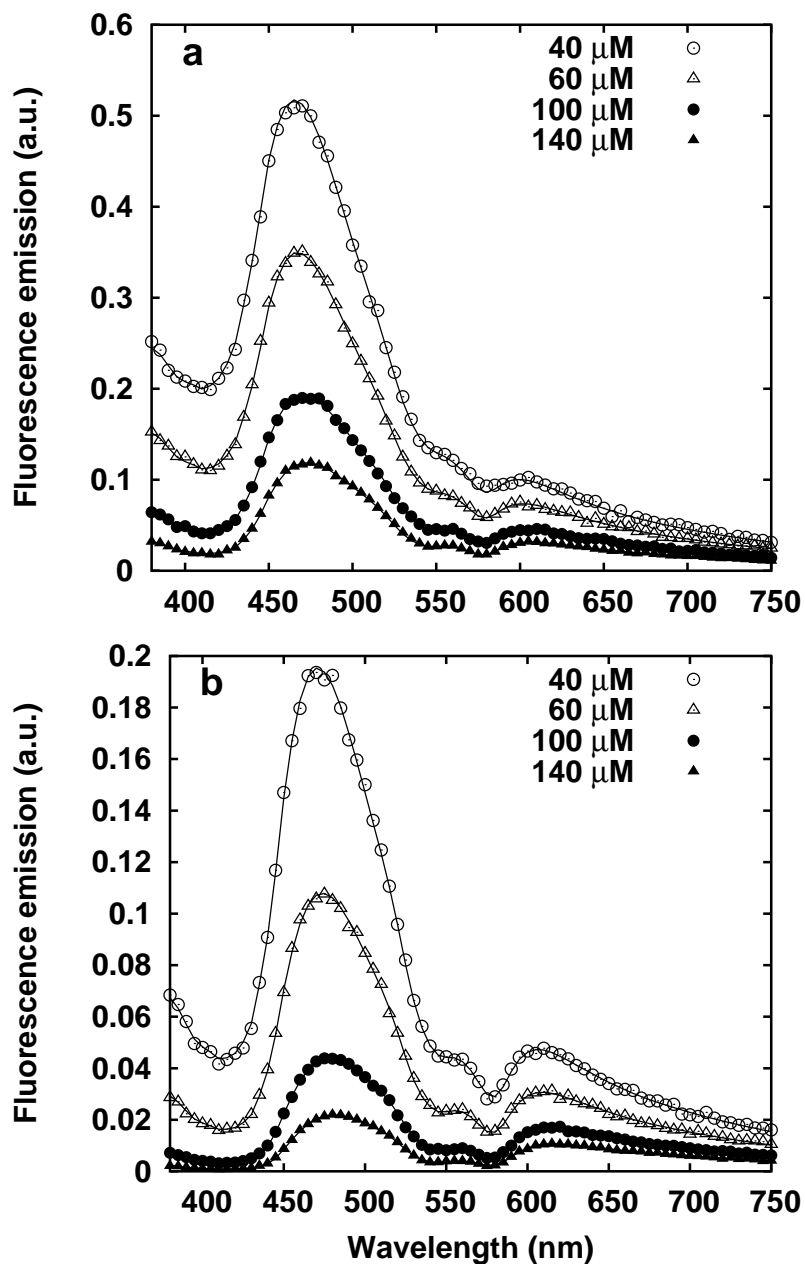 a
0.6
0.5
0.4
0.3
0.2
0.1
0
40 μM
60 μM
100 μM
140 μM
Fluorescence emission (a.u.)
400 450 500 550 600 650 700 750
b
0.2
0.18
0.16
0.14
0.12
0.1
0.08
0.06
0.04
0.02
0
40 μM
60 μM
100 μM
140 μM
Fluorescence emission (a.u.)
400 450 500 550 600 650 700 750
Wavelength (nm)